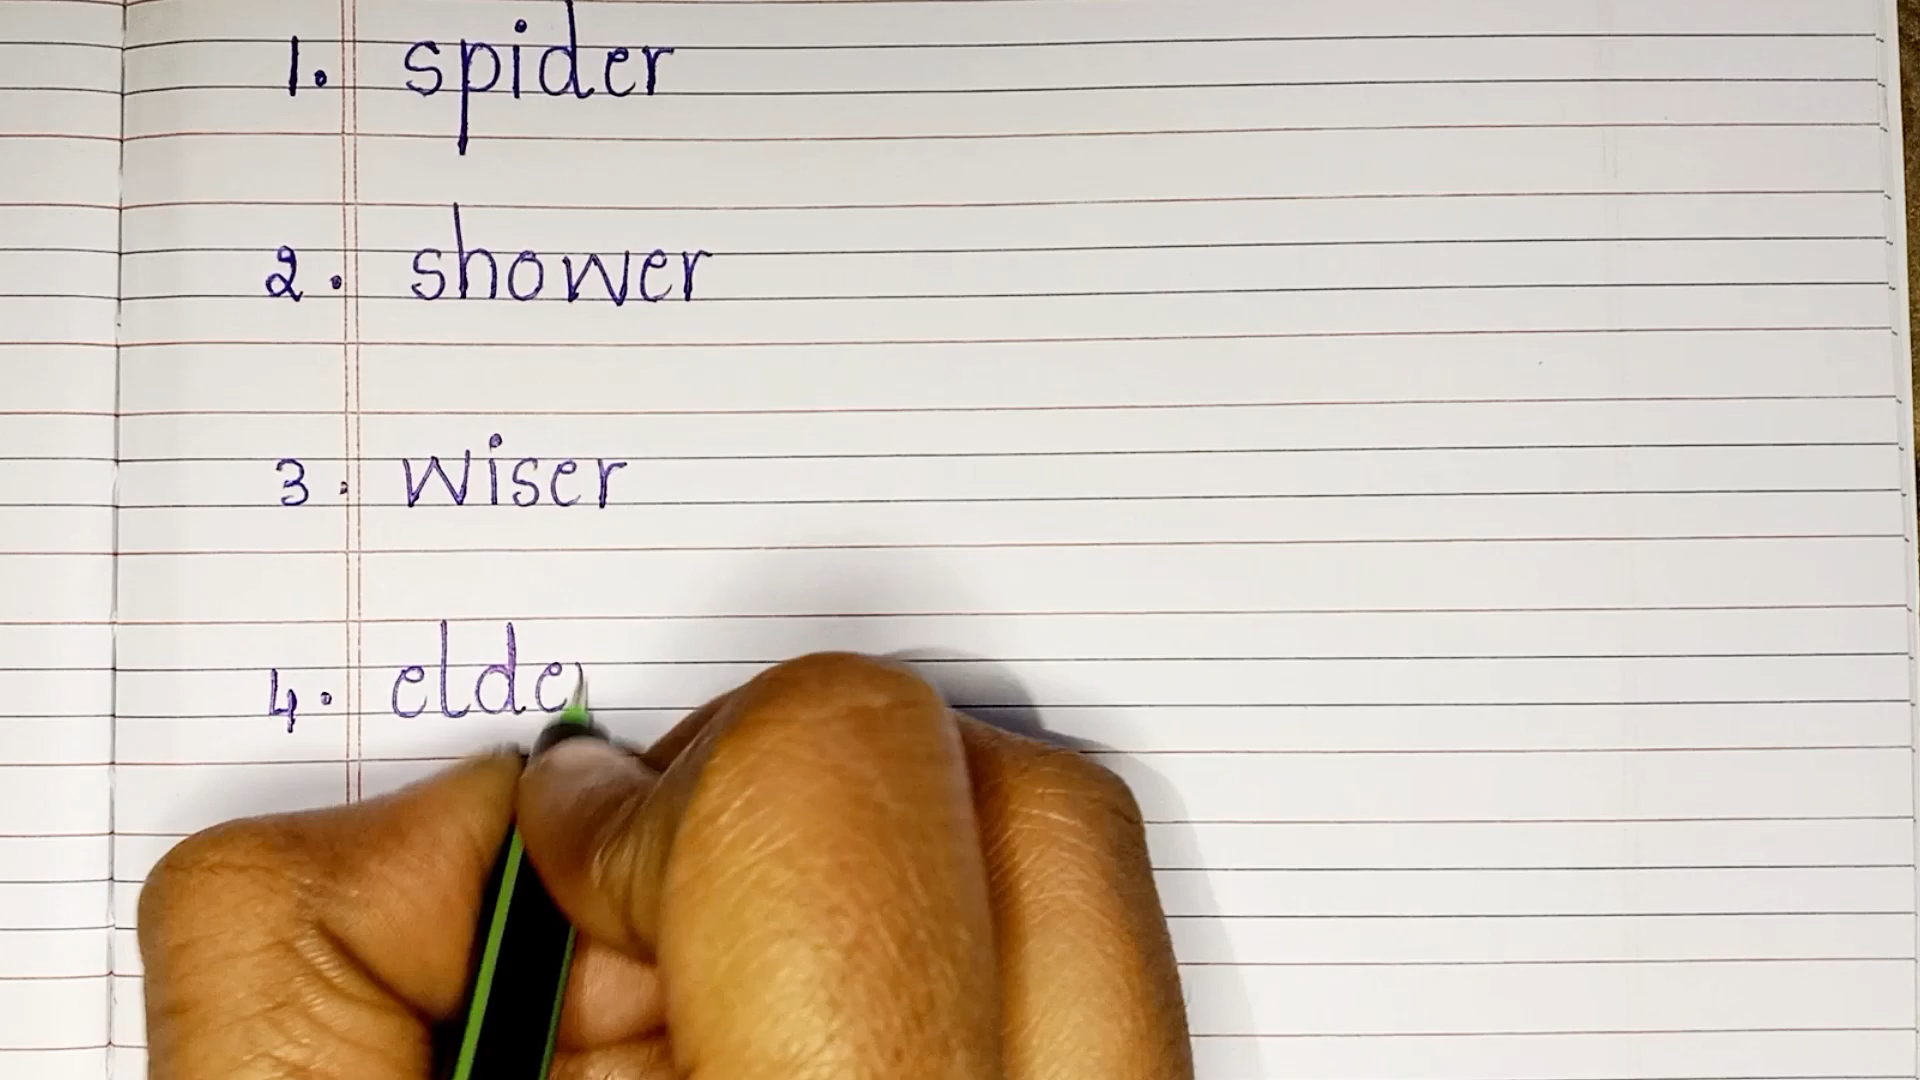 1. spider
2. shower
3. wiser
4. elde